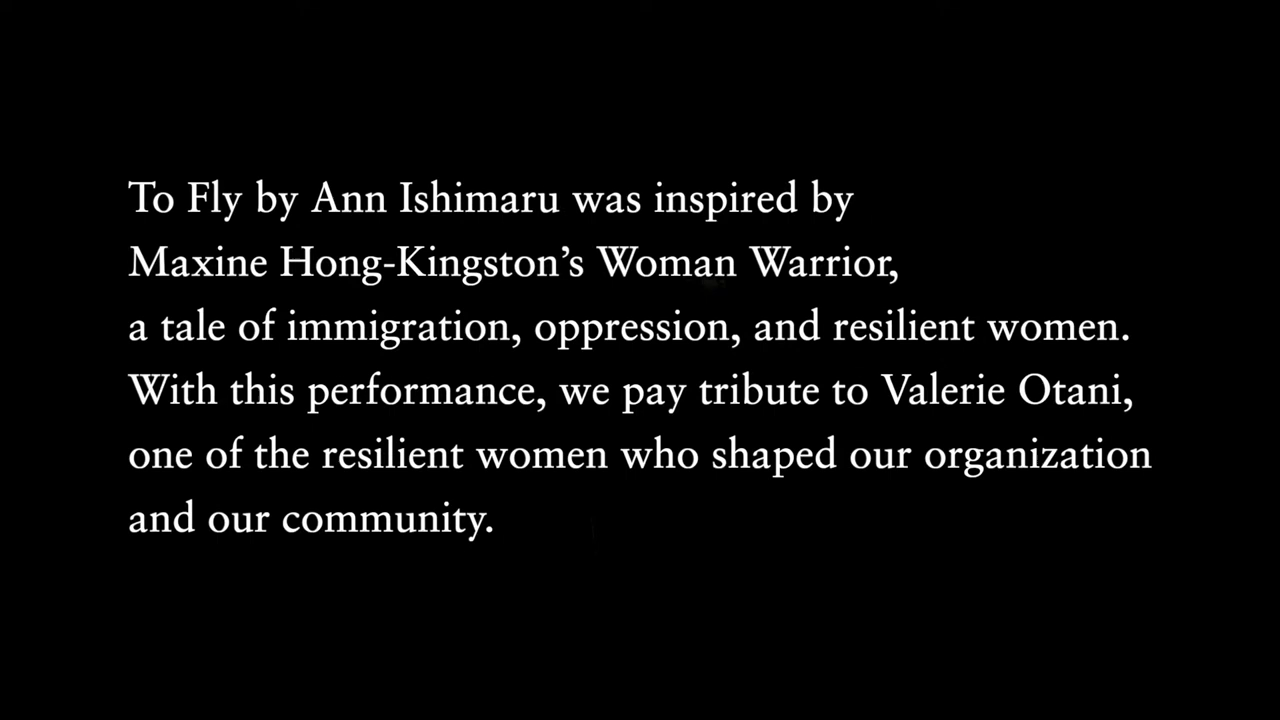 To Fly by Ann Ishimaru was inspired by
Maxine Hong-Kingston’s Woman Warrior,
a tale of immigration, oppression, and resilient women.
With this performance, we pay tribute to Valerie Otani,
one of the resilient women who shaped our organization
and our community.